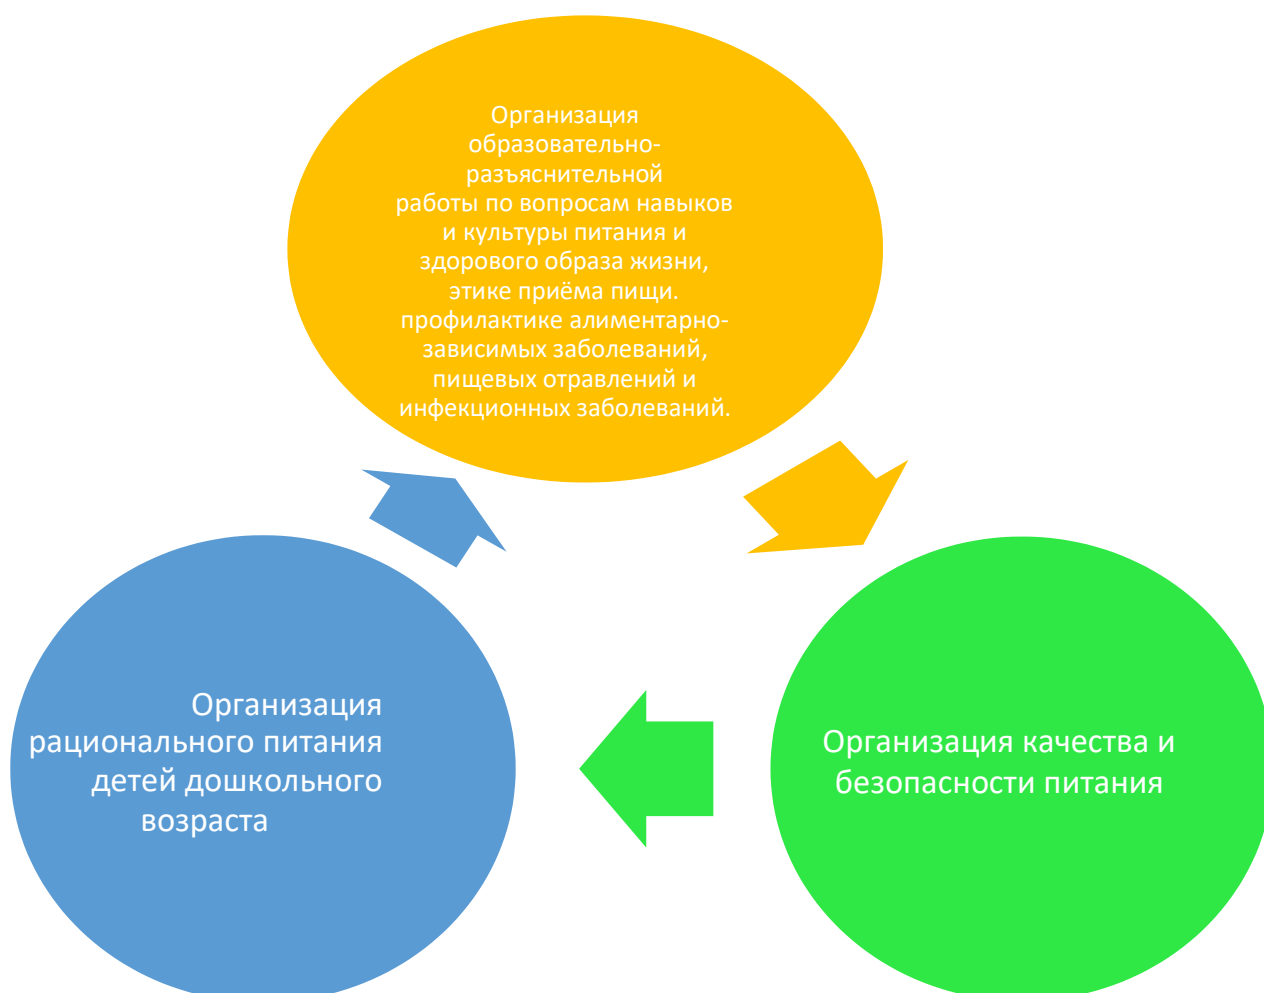 Организация
образовательно-
разъяснительной
работы по вопросам навыков
и культуры питания и
здорового образа жизни,
этике приёма пищи.
профилактике алиментарно-
зависимых заболеваний,
пищевых отравлений и
инфекционных заболеваний.
Организация
рационального питания
детей дошкольного
возраста
Организация качества и
безопасности питания